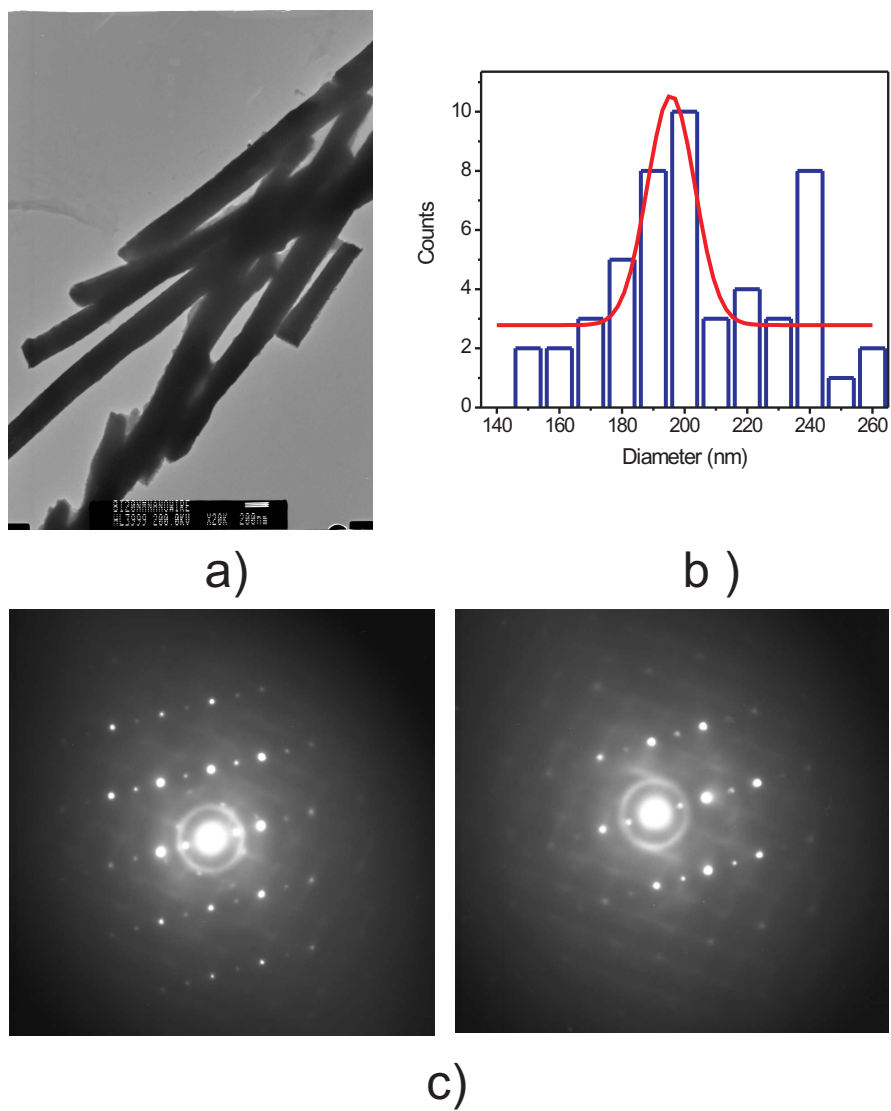 BI20NMNANOWIRE
HL3999 200.0KV X20K 200nm
a)
10
8
6
4
2
0
Counts
140 160 180 200 220 240 260
Diameter (nm)
b )
c)